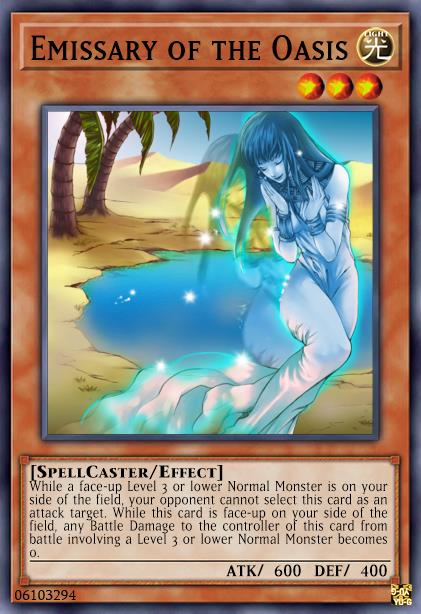 Emissary of the Oasis
LIGHT
光
[SpellCaster/Effect]
While a face-up Level 3 or lower Normal Monster is on your
side of the field, your opponent cannot select this card as an
attack target. While this card is face-up on your side of the
field, any Battle Damage to the controller of this card from
battle involving a Level 3 or lower Normal Monster becomes
0.
ATK/ 600 DEF/ 400
06103294